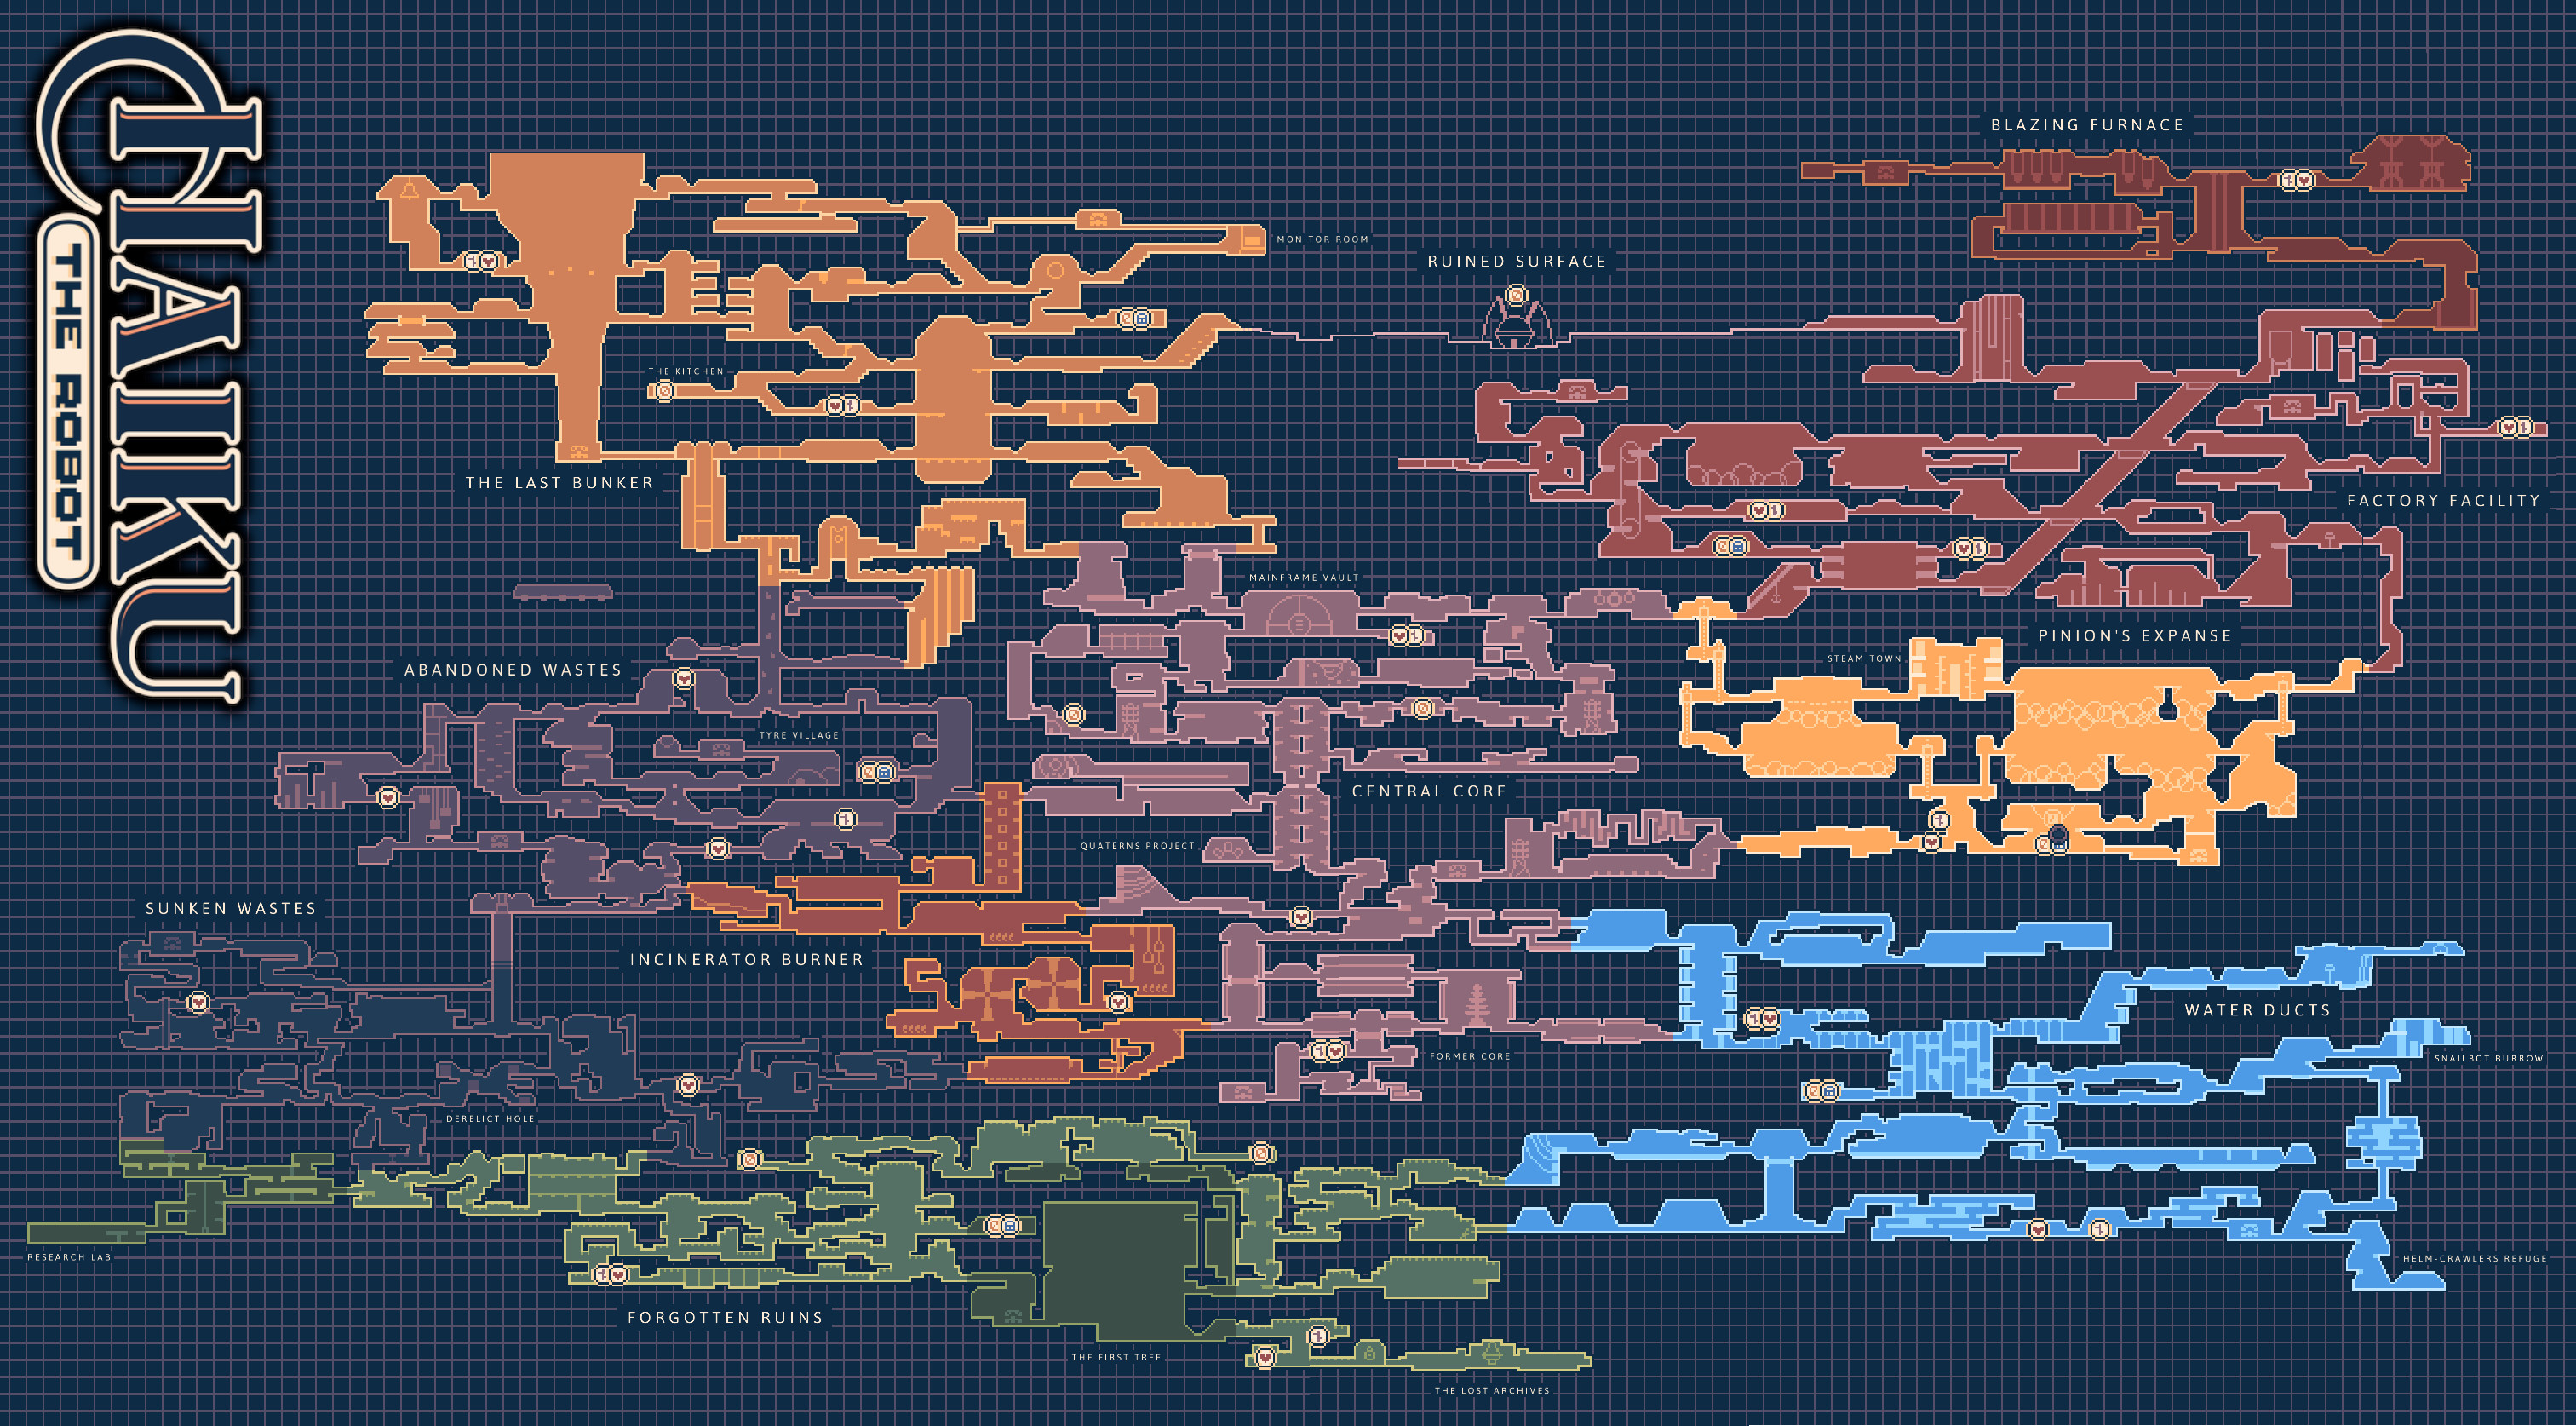 HAIKU
THE ROBOT
BLAZING FURNACE
MONITOR ROOM
RUINED SURFACE
THE KITCHEN
THE LAST BUNKER
FACTORY FACILITY
MAINFRAME VAULT
PINION'S EXPANSE
STEAM TOWN
ABANDONED WASTES
TYRE VILLAGE
CENTRAL CORE
QUATERNS PROJECT
SUNKEN WASTES
INCINERATOR BURNER
WATER DUCTS
FORMER CORE
SNAILBOT BURROW
DERELICT HOLE
RESEARCH LAB
HELM-CRAWLERS REFUGE
FORGOTTEN RUINS
THE FIRST TREE
THE LOST ARCHIVES